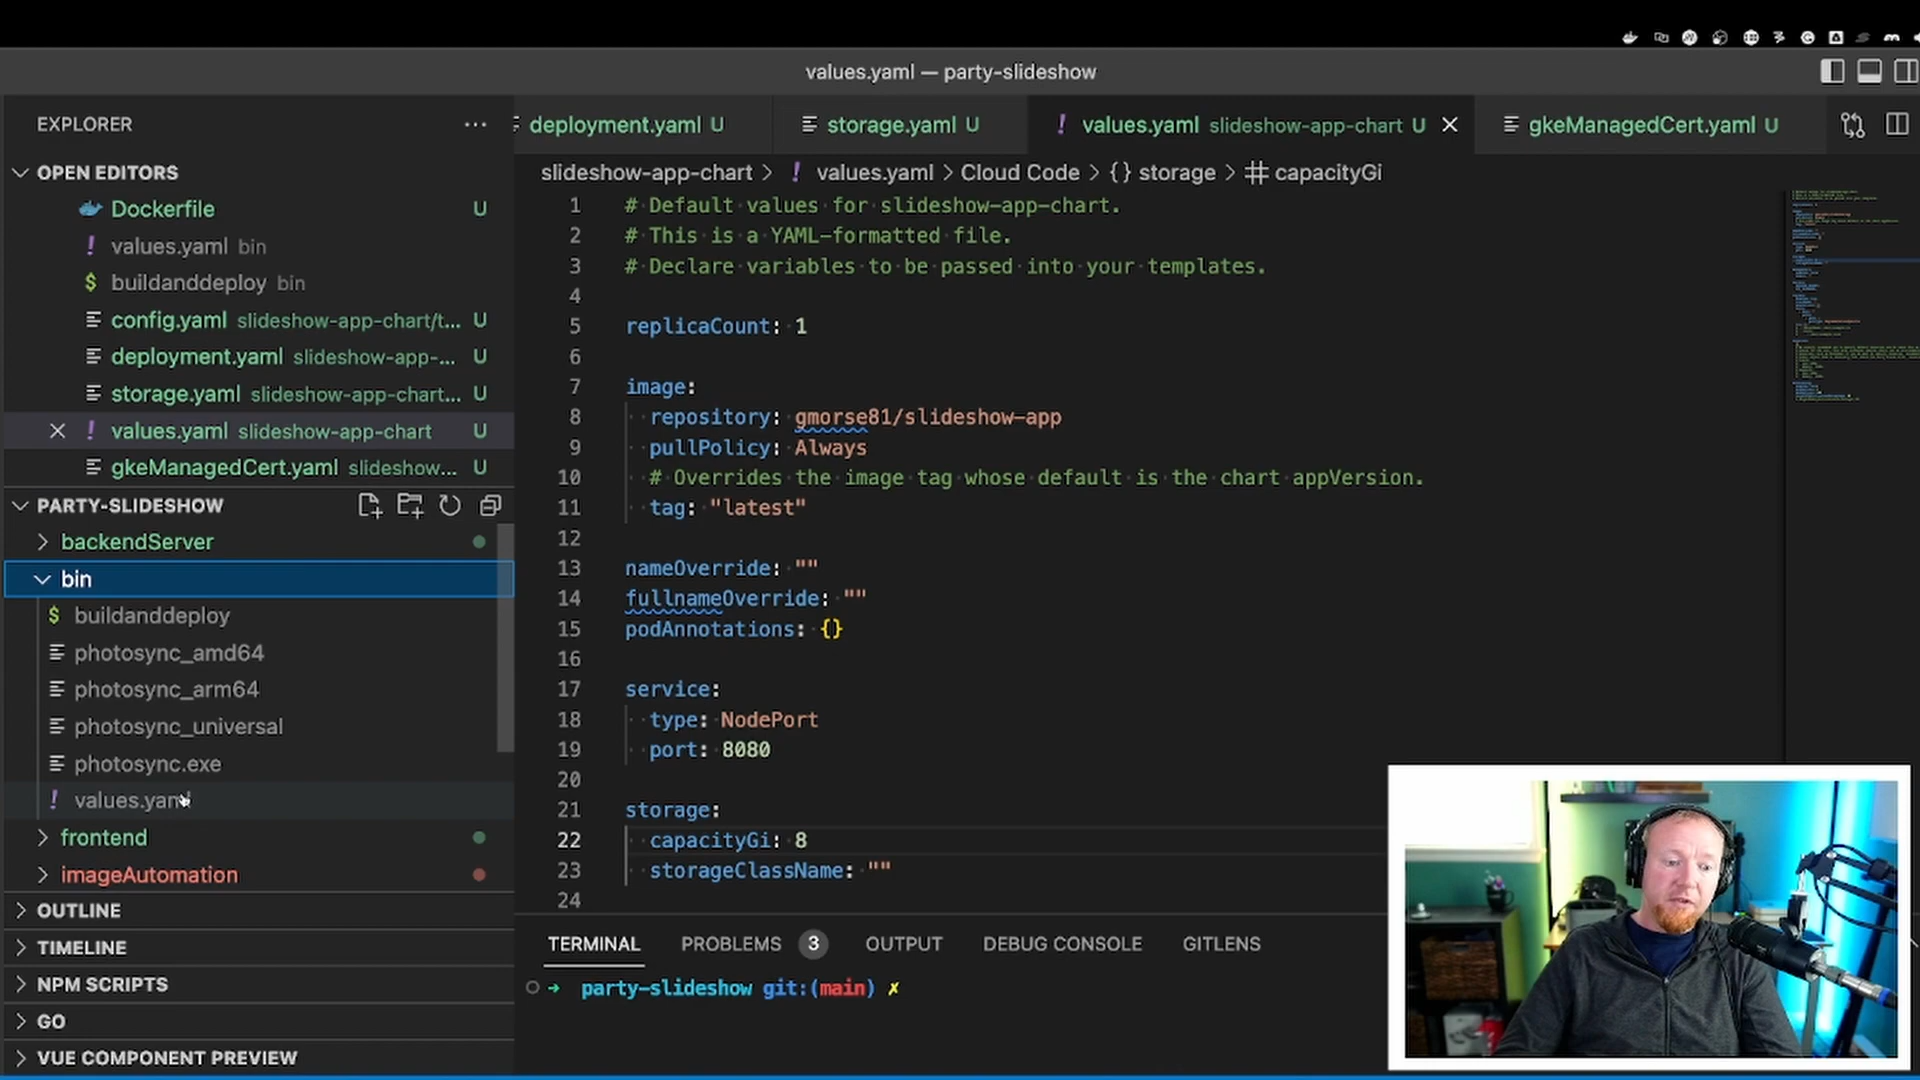 values.yaml — party-slideshow
EXPLORER
OPEN EDITORS
Dockerfile U
values.yaml bin
buildanddeploy bin
config.yaml slideshow-app-chart/t... U
deployment.yaml slideshow-app-... U
storage.yaml slideshow-app-chart... U
values.yaml slideshow-app-chart U
gkeManagedCert.yaml slideshow... U
PARTY-SLIDESHOW
backendServer
bin
buildanddeploy
photosync_amd64
photosync_arm64
photosync_universal
photosync.exe
values.yaml
frontend
imageAutomation
OUTLINE
TIMELINE
NPM SCRIPTS
GO
VUE COMPONENT PREVIEW
deployment.yaml U
storage.yaml U
values.yaml slideshow-app-chart U
gkeManagedCert.yaml U
slideshow-app-chart > ! values.yaml > Cloud Code > {} storage > # capacityGi
1 # Default values for slideshow-app-chart.
2 # This is a YAML-formatted file.
3 # Declare variables to be passed into your templates.
4
5 replicaCount: 1
6
7 image:
8 repository: gmorse81/slideshow-app
9 pullPolicy: Always
10 # Overrides the image tag whose default is the chart appVersion.
11 tag: "latest"
12
13 nameOverride: ""
14 fullnameOverride: ""
15 podAnnotations: {}
16
17 service:
18 type: NodePort
19 port: 8080
20
21 storage:
22 capacityGi: 8
23 storageClassName: ""
24
TERMINAL PROBLEMS 3 OUTPUT DEBUG CONSOLE GITLENS
party-slideshow git:(main) ✗